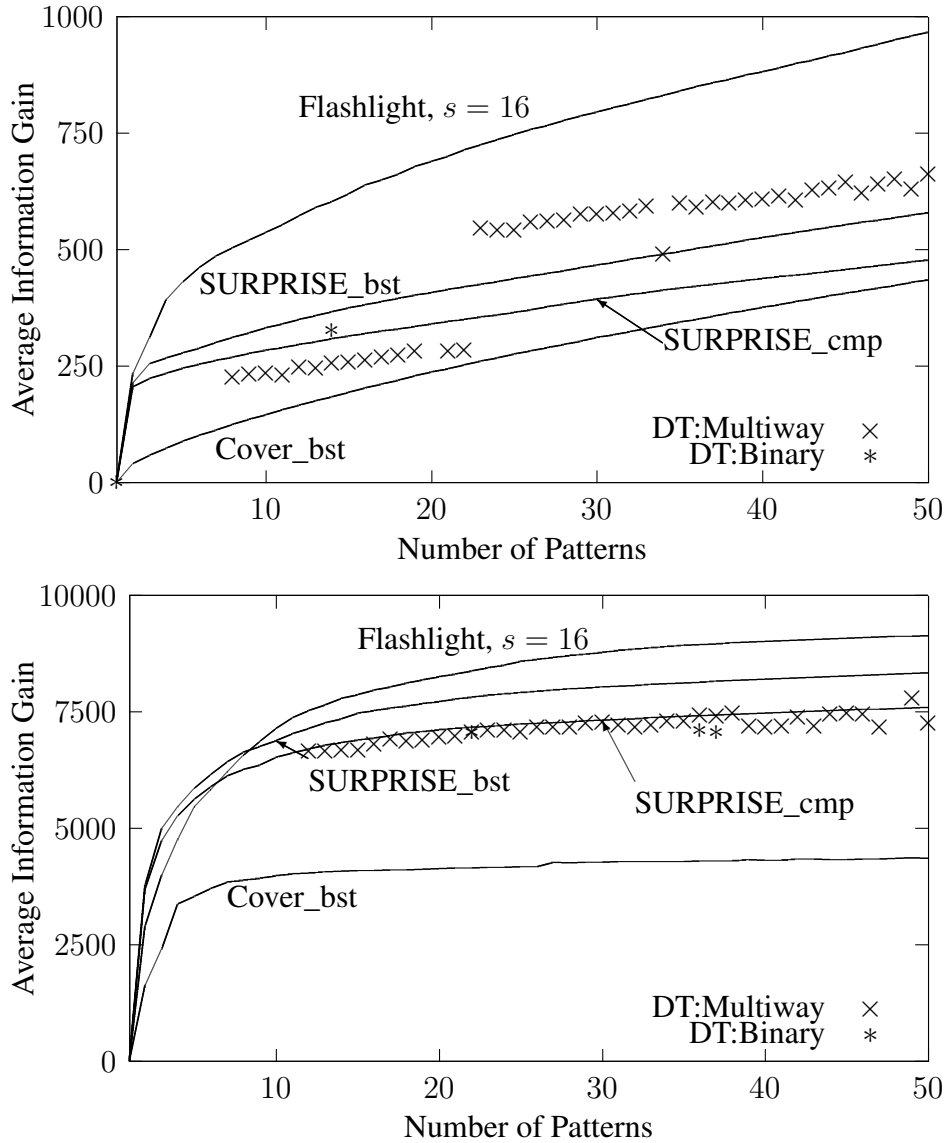 1000
750
500
250
0
Average Information Gain
Flashlight, s = 16
SURPRISE_bst
SURPRISE_cmp
Cover_bst
DT:Multiway ×
DT:Binary *
10 20 30 40 50
Number of Patterns
10000
7500
5000
2500
0
Average Information Gain
Flashlight, s = 16
SURPRISE_bst
SURPRISE_cmp
Cover_bst
DT:Multiway ×
DT:Binary *
10 20 30 40 50
Number of Patterns